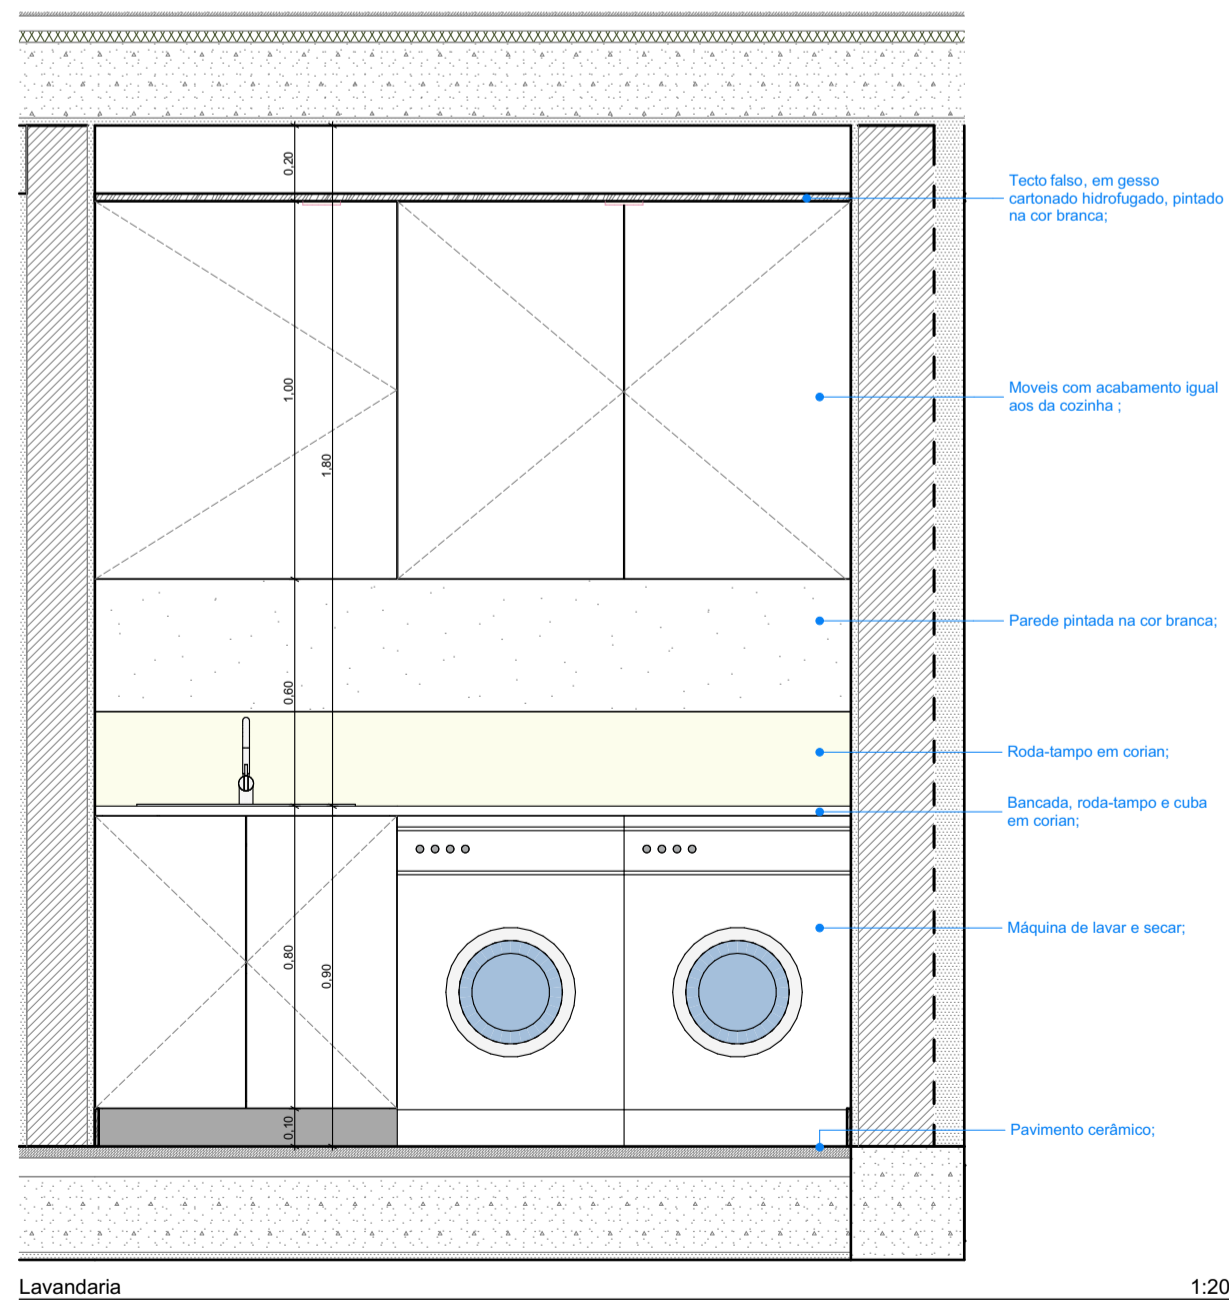 0,20
Tecto falso, em gesso
cartonado hidrofugado, pintado
na cor branca;
1,00
Moveis com acabamento igual
aos da cozinha ;
1,80
Parede pintada na cor branca;
0,60
Roda-tampo em corian;
Bancada, roda-tampo e cuba
em corian;
Máquina de lavar e secar;
0,80
0,90
0,10
Pavimento cerâmico;
Lavandaria
1:20